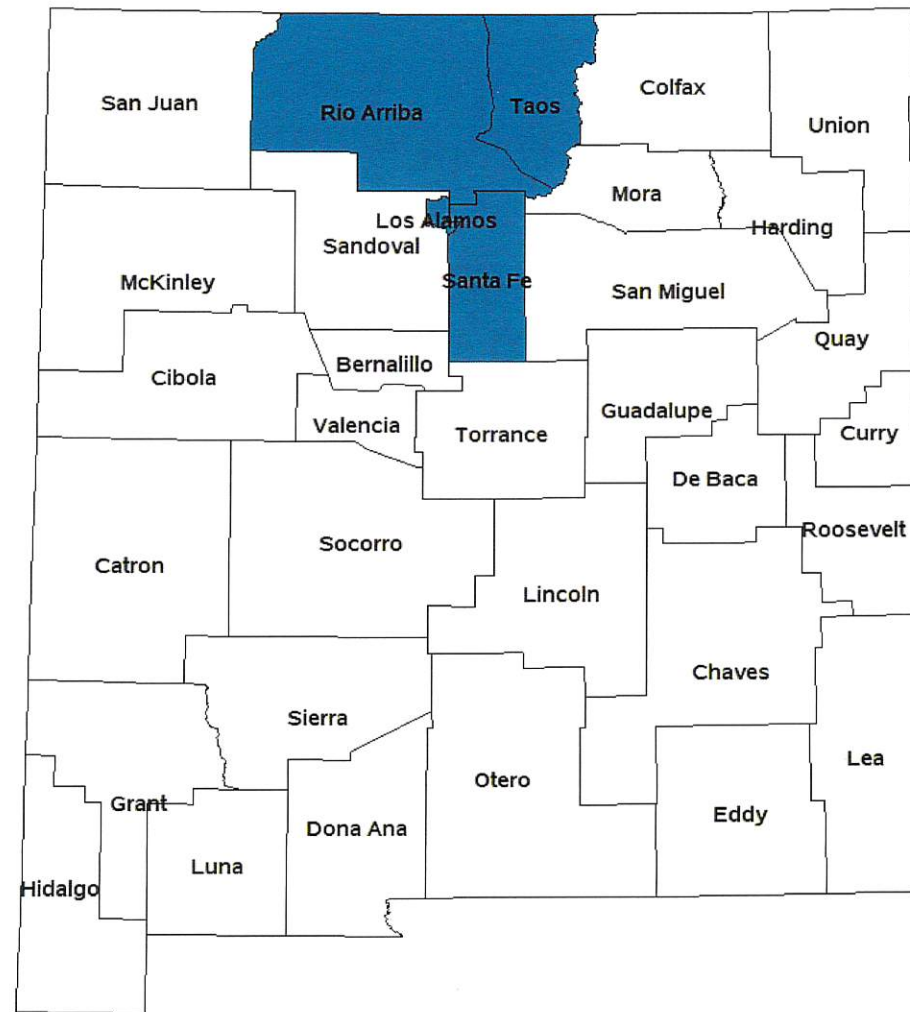 San Juan
Rio Arriba
Taos
Colfax
Union
Mora
Los Alamos
Harding
Sandoval
McKinley
Santa Fe
San Miguel
Quay
Bernalillo
Cibola
Guadalupe
Valencia
Torrance
Curry
De Baca
Roosevelt
Socorro
Catron
Lincoln
Chaves
Sierra
Lea
Otero
Grant
Eddy
Dona Ana
Luna
Hidalgo